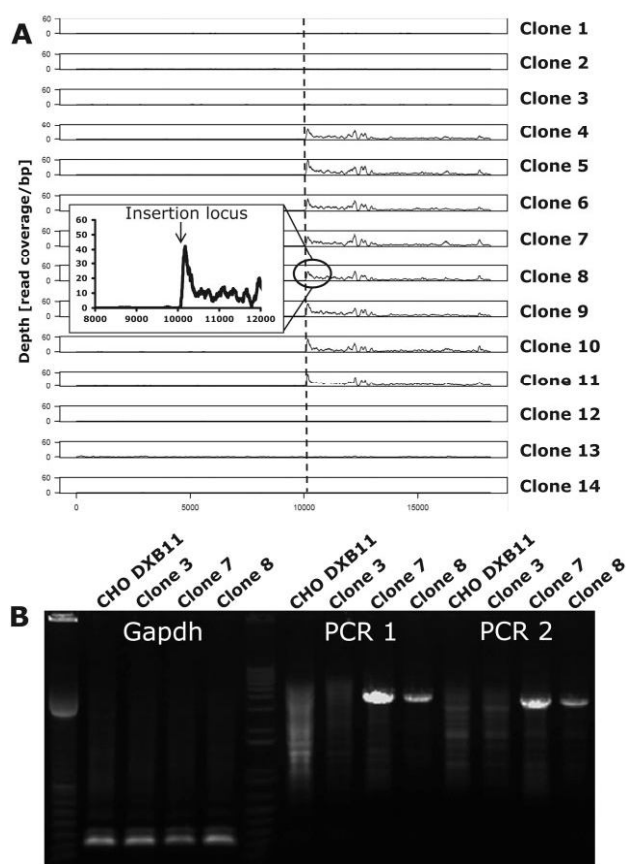 A
Depth [read coverage/bp]
60
0
Clone 1
60
0
Clone 2
60
0
Clone 3
60
0
Clone 4
60
0
Clone 5
60
0
Clone 6
60
0
Clone 7
60
0
Clone 8
60
0
Clone 9
60
0
Clone 10
60
0
Clone 11
60
0
Clone 12
60
0
Clone 13
60
0
Clone 14
0 5000 10000 15000
Insertion locus
60
50
40
30
20
10
0
8000 9000 10000 11000 12000
B
CHO DXB11 Clone 3 Clone 7 Clone 8 CHO DXB11 Clone 3 Clone 7 Clone 8 CHO DXB11 Clone 3 Clone 7 Clone 8
Gapdh PCR 1 PCR 2